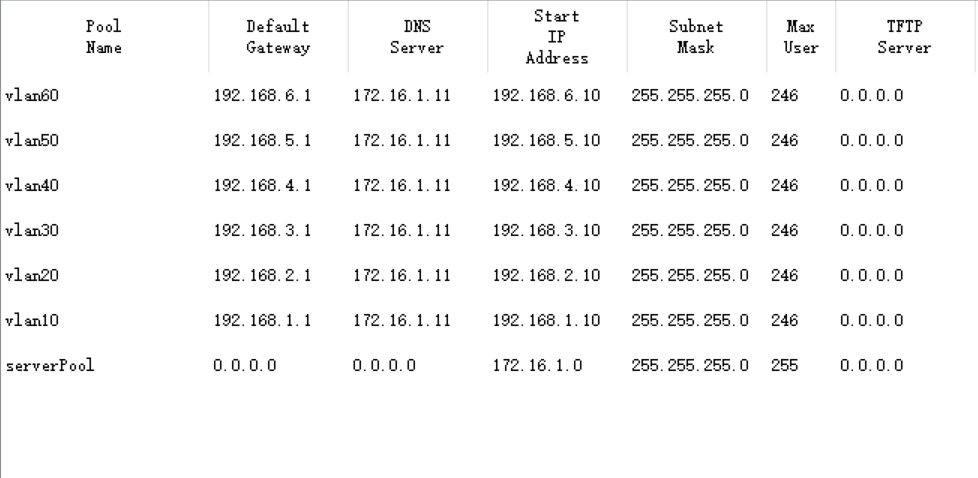 Pool Name Default Gateway DNS Server Start IP Address Subnet Mask Max User TFTP Server
vlan60 192.168.6.1 172.16.1.11 192.168.6.10 255.255.255.0 246 0.0.0.0
vlan50 192.168.5.1 172.16.1.11 192.168.5.10 255.255.255.0 246 0.0.0.0
vlan40 192.168.4.1 172.16.1.11 192.168.4.10 255.255.255.0 246 0.0.0.0
vlan30 192.168.3.1 172.16.1.11 192.168.3.10 255.255.255.0 246 0.0.0.0
vlan20 192.168.2.1 172.16.1.11 192.168.2.10 255.255.255.0 246 0.0.0.0
vlan10 192.168.1.1 172.16.1.11 192.168.1.10 255.255.255.0 246 0.0.0.0
serverPool 0.0.0.0 0.0.0.0 172.16.1.0 255.255.255.0 255 0.0.0.0